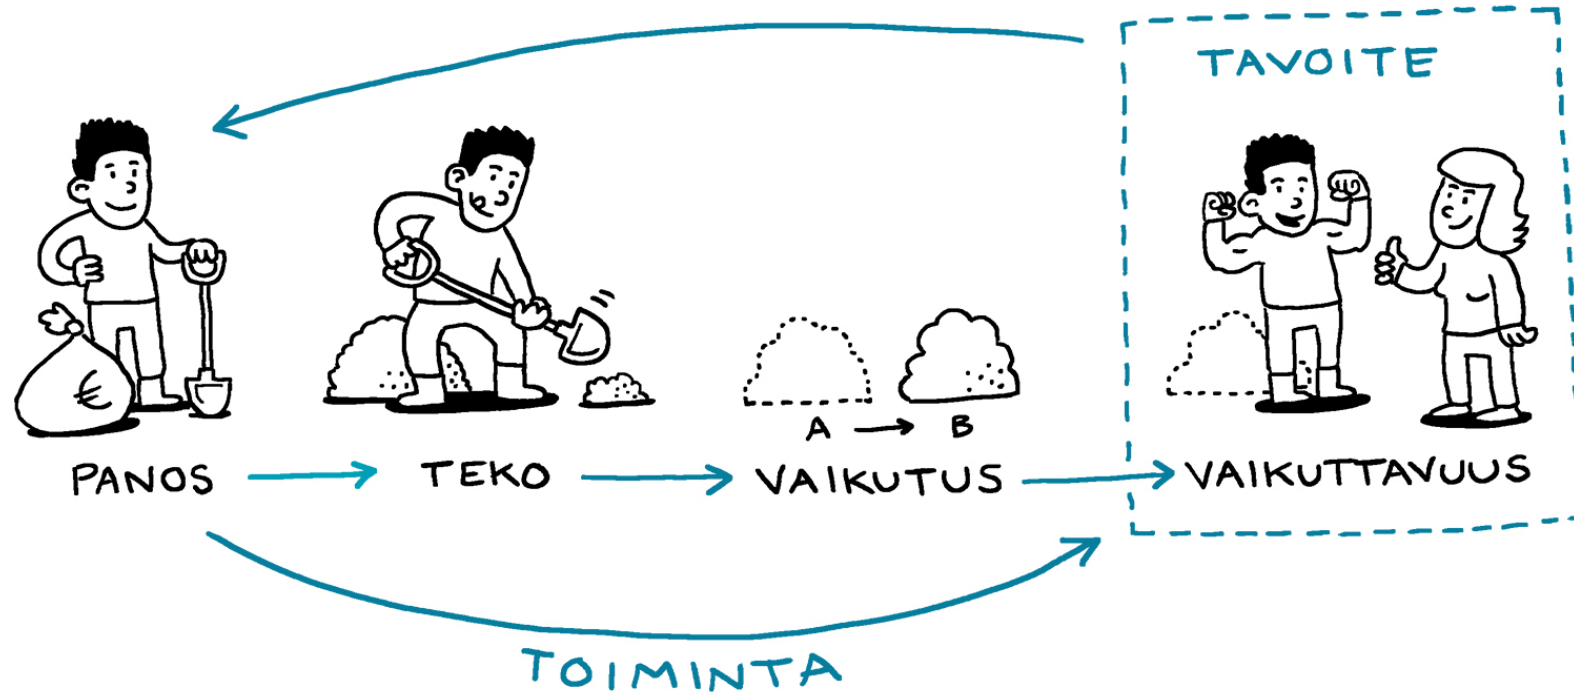 TAVOITE
€
A → B
PANOS → TEKO → VAIKUTUS → VAIKUTTAVUUS
TOIMINTA